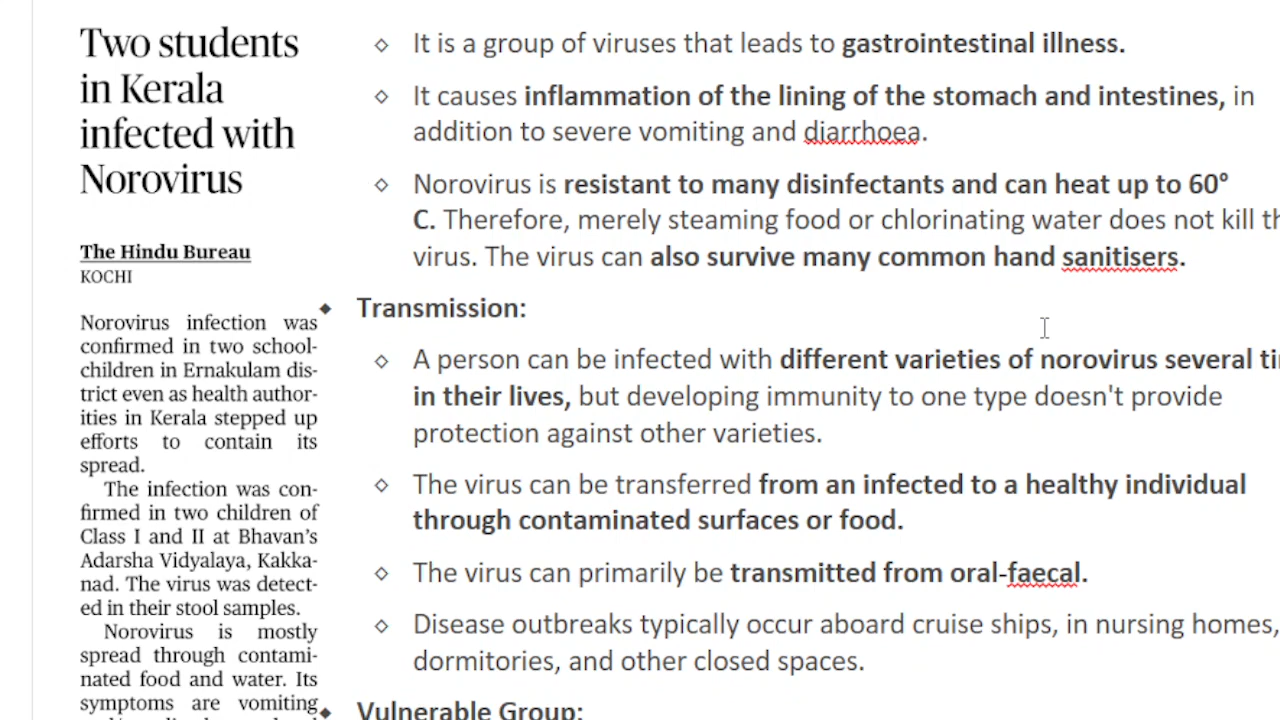 Two students
in Kerala
infected with
Norovirus
The Hindu Bureau
KOCHI
Norovirus infection was
confirmed in two school-
children in Ernakulam dis-
trict even as health author-
ities in Kerala stepped up
efforts to contain its
spread.
The infection was con-
firmed in two children of
Class I and II at Bhavan's
Adarsha Vidyalaya, Kakka-
nad. The virus was detect-
ed in their stool samples.
Norovirus is mostly
spread through contami-
nated food and water. Its
symptoms are vomiting
It is a group of viruses that leads to gastrointestinal illness.
It causes inflammation of the lining of the stomach and intestines, in
addition to severe vomiting and diarrhoea.
Norovirus is resistant to many disinfectants and can heat up to 60°
C. Therefore, merely steaming food or chlorinating water does not kill th
virus. The virus can also survive many common hand sanitisers.
Transmission:
A person can be infected with different varieties of norovirus several ti
in their lives, but developing immunity to one type doesn't provide
protection against other varieties.
The virus can be transferred from an infected to a healthy individual
through contaminated surfaces or food.
The virus can primarily be transmitted from oral-faecal.
Disease outbreaks typically occur aboard cruise ships, in nursing homes,
dormitories, and other closed spaces.
Vulnerable Group: